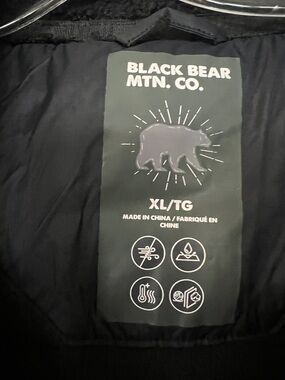 BLACK BEAR
MTN. CO.
XL/TG
MADE IN CHINA / FABRIQUÉ EN
CHINE